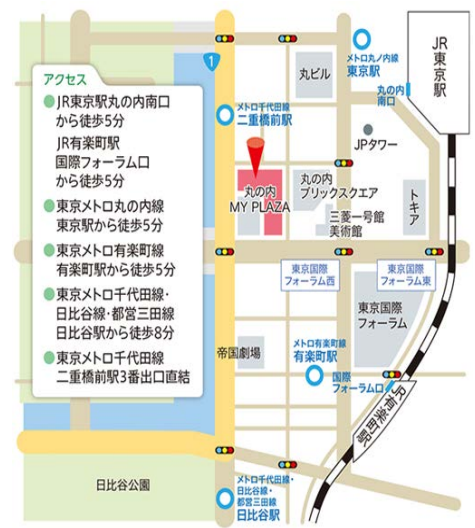 アクセス
●JR東京駅丸の内南口
から徒歩5分
JR有楽町駅
国際フォーラム口
から徒歩5分
●東京メトロ丸の内線
東京駅から徒歩5分
●東京メトロ有楽町線
有楽町駅から徒歩5分
●東京メトロ千代田線・
日比谷線・都営三田線
日比谷駅から徒歩8分
●東京メトロ千代田線
二重橋前駅3番出口直結
1
丸ビル
メトロ丸ノ内線
東京駅
JR
東京駅
丸の内
南口
メトロ千代田線
二重橋前駅
JPタワー
丸の内
MY PLAZA
丸の内
ブリックスクエア
三菱一号館
美術館
トキア
東京国際
フォーラム西
東京国際
フォーラム東
東京国際
フォーラム
帝国劇場
メトロ有楽町線
有楽町駅
国際
フォーラム口
JR有楽町駅
日比谷公園
メトロ千代田線・
日比谷線・
都営三田線
日比谷駅